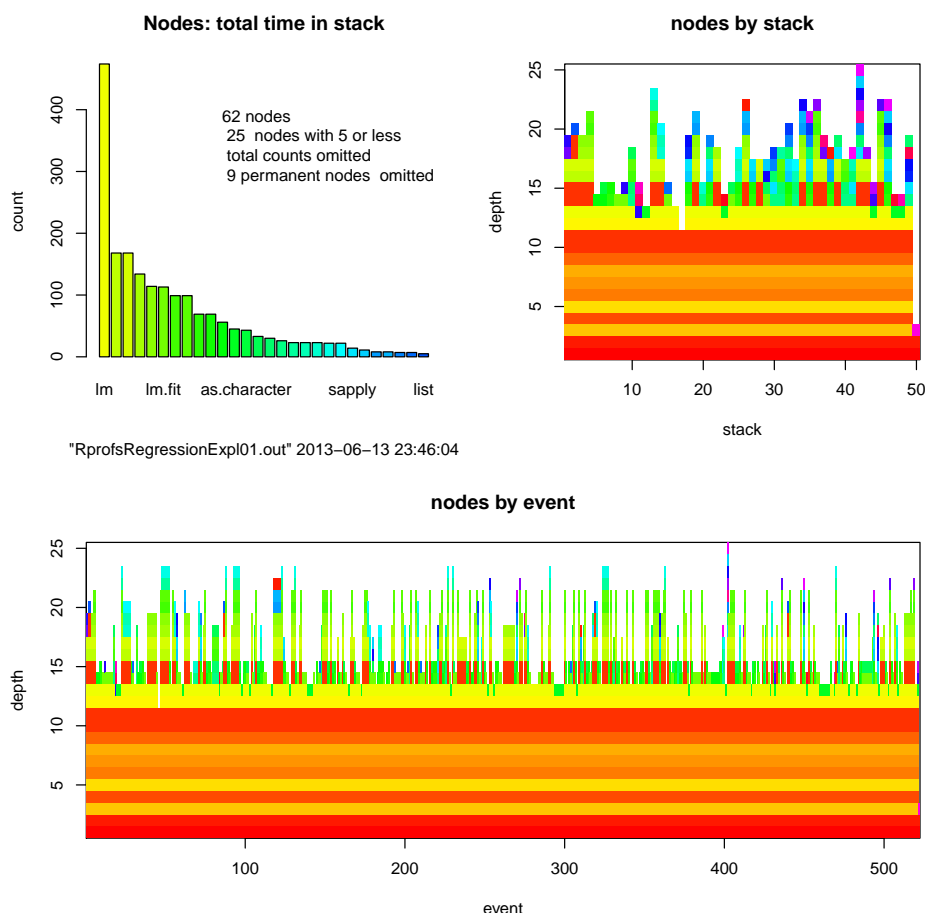 Nodes: total time in stack
nodes by stack
62 nodes
25 nodes with 5 or less
total counts omitted
9 permanent nodes omitted
count
0
100
200
300
400
lm
lm.fit
as.character
sapply
list
"RprofsRegressionExpl01.out" 2013−06−13 23:46:04
depth
5
10
15
20
25
10
20
30
40
50
stack
nodes by event
depth
5
10
15
20
25
100
200
300
400
500
event